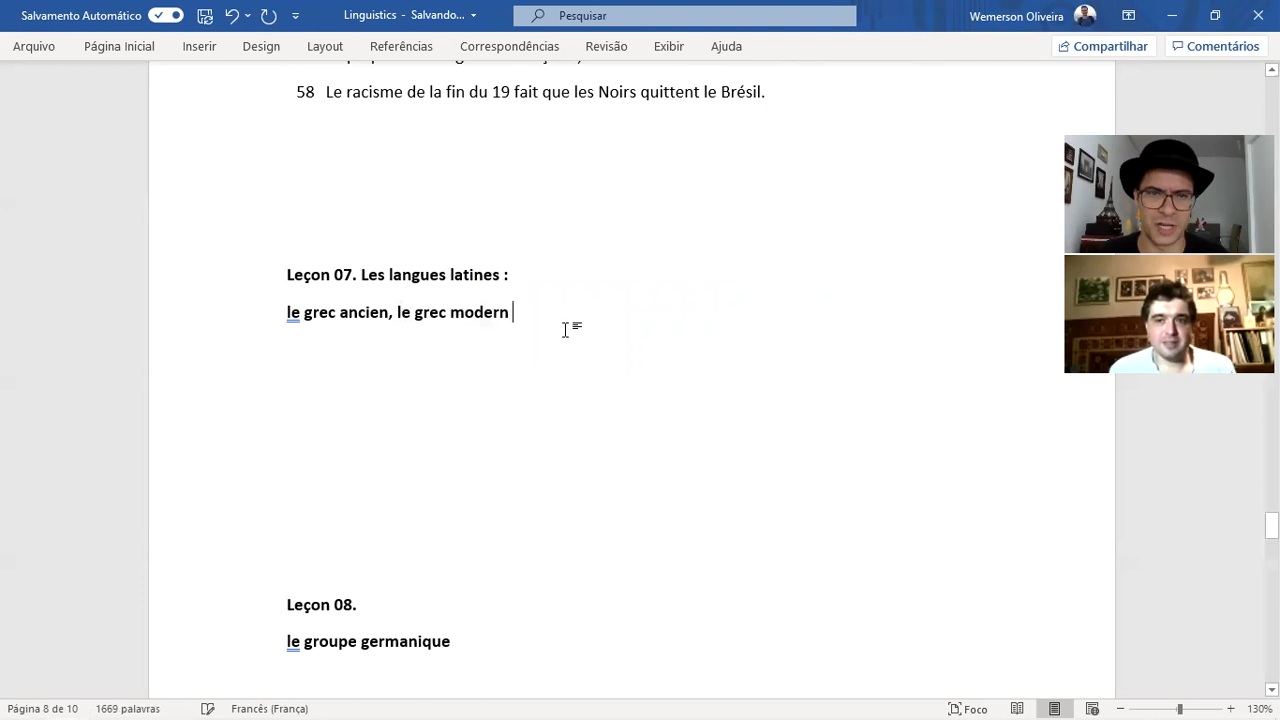 Salvamento Automático
Linguistics - Salvando...
Pesquisar
Wemerson Oliveira
Arquivo Página Inicial Inserir Design Layout Referências Correspondências Revisão Exibir Ajuda
Compartilhar Comentários
58 Le racisme de la fin du 19 fait que les Noirs quittent le Brésil.
Leçon 07. Les langues latines :
le grec ancien, le grec modern
Leçon 08.
le groupe germanique
Página 8 de 10 1669 palavras Francês (França) Foco 130%